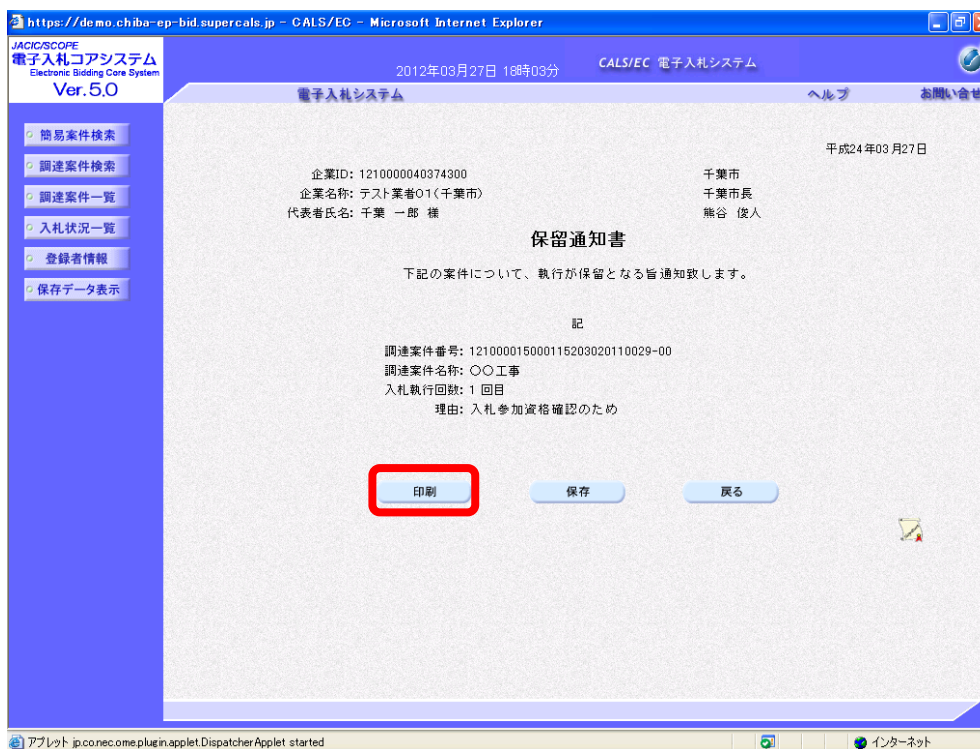 https://demo.chiba-ep-bid.supercals.jp - CALS/EC - Microsoft Internet Explorer
JACIC/SCOPE
電子入札コアシステム
Electronic Bidding Core System
Ver.5.0
2012年03月27日 18時03分
CALS/EC 電子入札システム
電子入札システム
ヘルプ
お問い合せ
簡易案件検索
調達案件検索
調達案件一覧
入札状況一覧
登録者情報
保存データ表示
平成24年03月27日
企業ID: 1210000040374300
千葉市
企業名称: テスト業者01(千葉市)
千葉市長
代表者氏名: 千葉 一郎 様
熊谷 俊人
保留通知書
下記の案件について、執行が保留となる旨通知致します。
記
調達案件番号: 1210000150001152030201​10029-00
調達案件名称: 〇〇工事
入札執行回数: 1 回目
理由: 入札参加資格確認のため
印刷
保存
戻る
アプレット jp.co.nec.ome.plugin.applet.DispatcherApplet started
インターネット